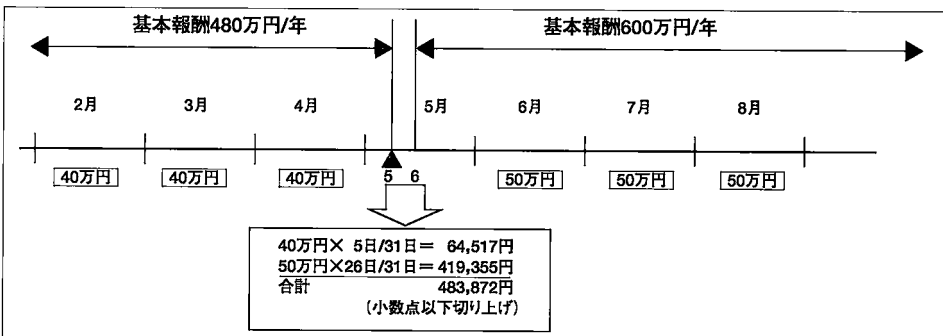 基本報酬480万円/年
基本報酬600万円/年
2月 3月 4月 5月 6月 7月 8月
40万円 40万円 40万円 5 6 50万円 50万円 50万円
40万円× 5日/31日= 64,517円
50万円×26日/31日=419,355円
合計 483,872円
(小数点以下切り上げ)